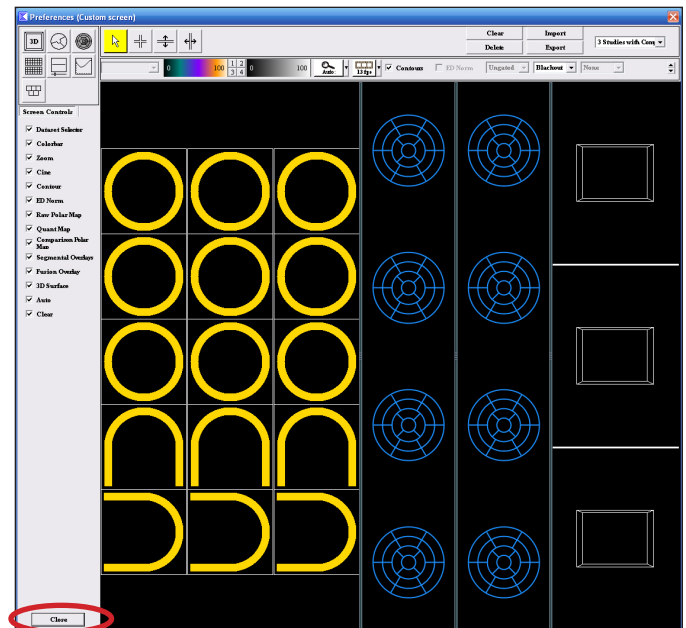 Preferences (Custom screen)
3D
Clear
Import
Delete
Export
3 Studies with Comp
0
100
1 2
3 4
0
100
Auto
13 fps
Contours
ED Norm
Ungated
Blackout
None
Screen Controls
Dataset Selector
Colorbar
Zoom
Cine
Contour
ED Norm
Raw Polar Map
Quant Map
Comparison Polar
Map
Segmental Overlays
Fusion Overlay
3D Surface
Auto
Clear
Close